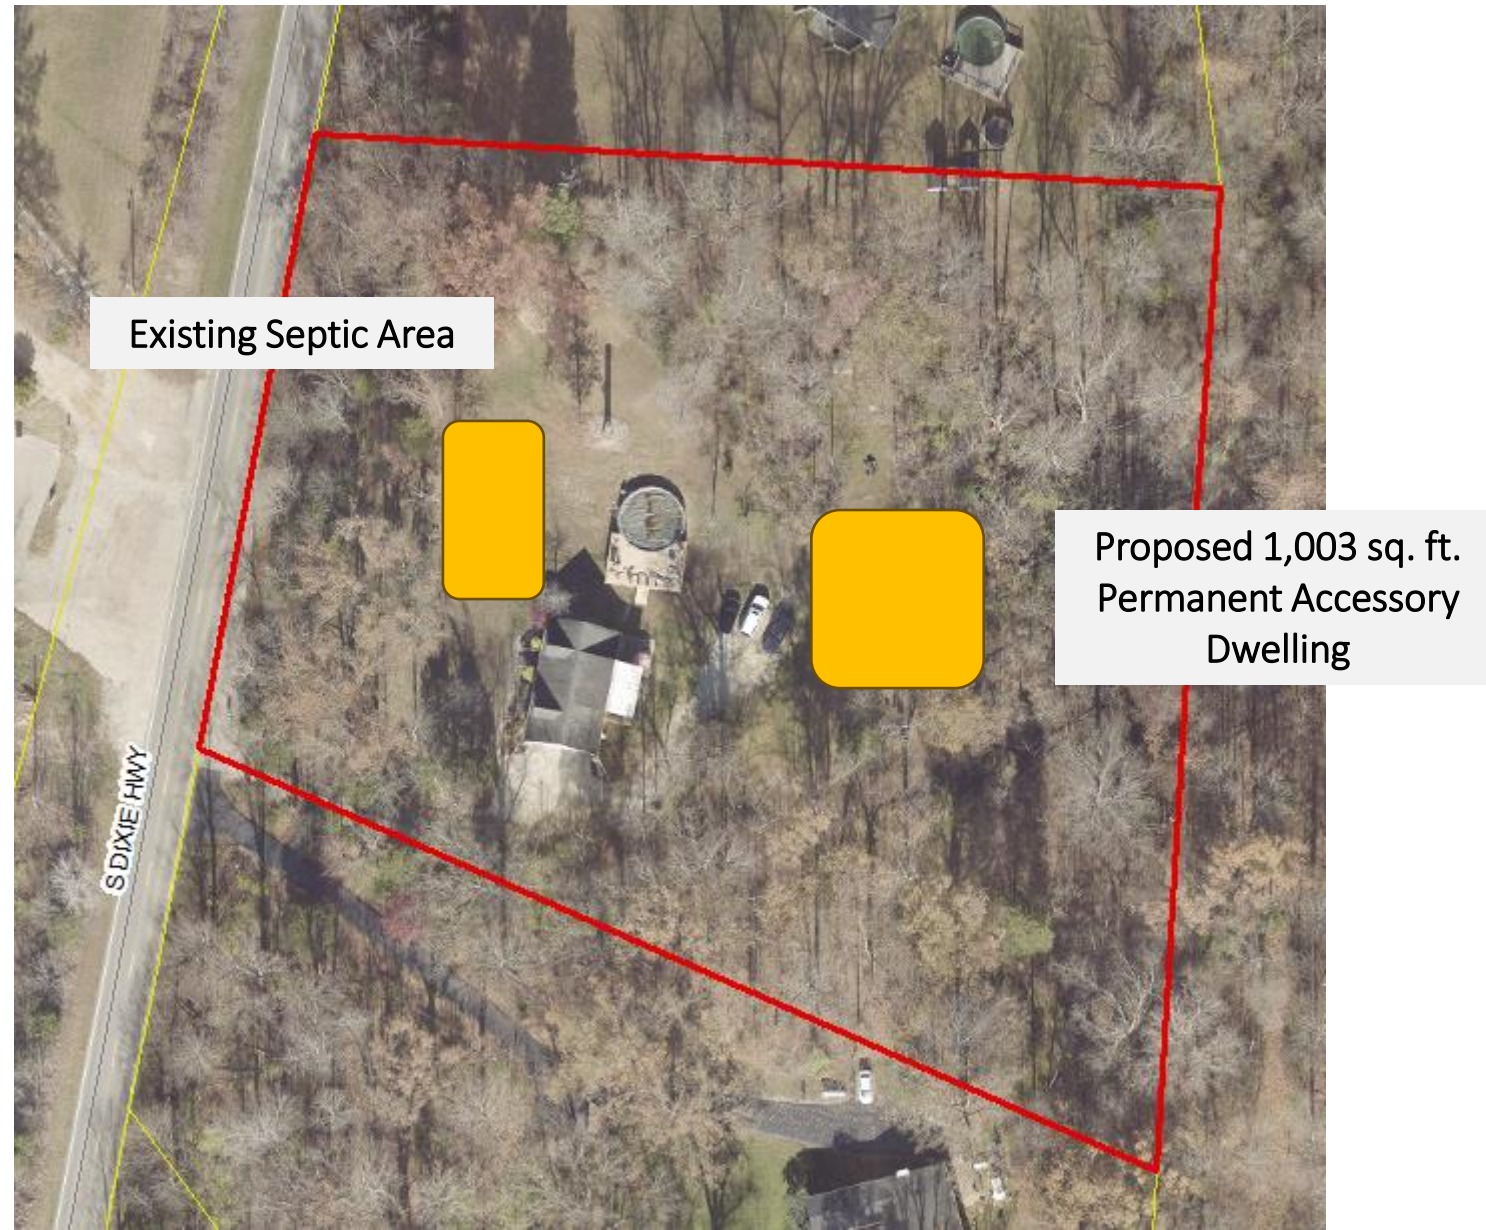 Existing Septic Area
Proposed 1,003 sq. ft.
Permanent Accessory
Dwelling
S DIXIE HWY